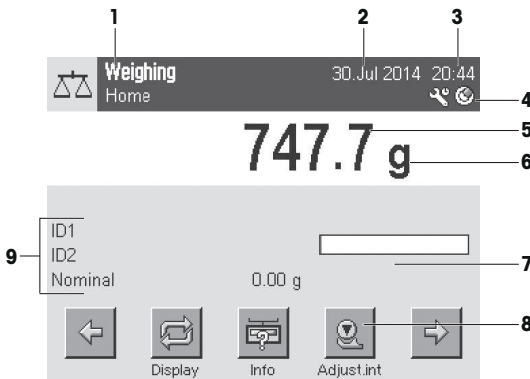 1
2
3
Weighing
30.Jul 2014 20:44
Home
4
747.7 g
5
6
ID1
ID2
Nominal
0.00 g
7
9
8
Display
Info
Adjust.int